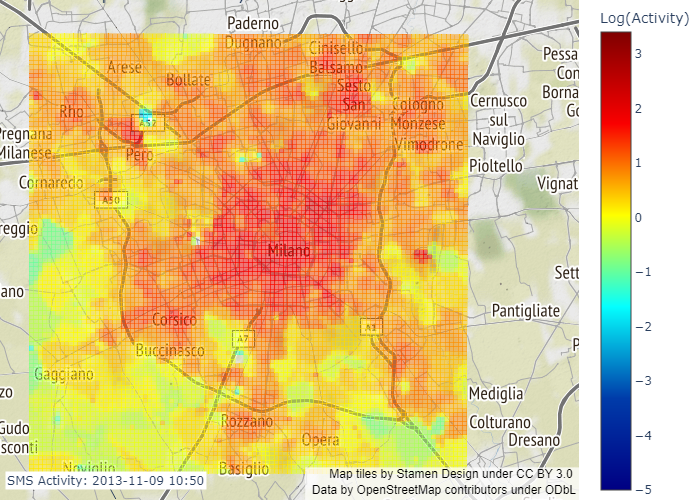 Paderno
Dugnano
Cinisello
Balsamo
Arese
Bollate
Sesto
San
Giovanni
Rho
A52
Cologno
Monzese
Vimodrone
Cernusco
sul
Naviglio
Pessa
Con
Borna
Go
Pregnana
Milanese
Pero
Pioltello
Cornaredo
A50
Vignat
reggio
Milano
Sett
ano
Pantigliate
Corsico
A7
A1
Buccinasco
P
Gaggiano
Mediglia
zo
Rozzano
Colturano
Gudo
sconti
Opera
Dresano
Noviglio
Basiglio
SMS Activity: 2013-11-09 10:50
Map tiles by Stamen Design under CC BY 3.0
Data by OpenStreetMap contributors under ODbL
Log(Activity)
3
2
1
0
−1
−2
−3
−4
−5